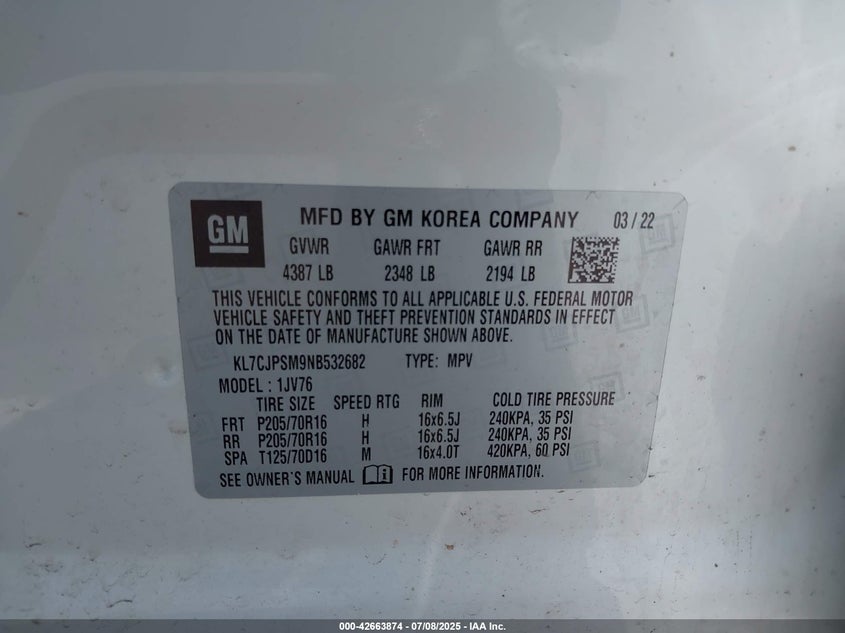 GM
MFD BY GM KOREA COMPANY 03 / 22
GVWR GAWR FRT GAWR RR
4387 LB 2348 LB 2194 LB
THIS VEHICLE CONFORMS TO ALL APPLICABLE U.S. FEDERAL MOTOR
VEHICLE SAFETY AND THEFT PREVENTION STANDARDS IN EFFECT
ON THE DATE OF MANUFACTURE SHOWN ABOVE.
KL7CJPSM9NB532682 TYPE: MPV
MODEL : 1JV76
TIRE SIZE SPEED RTG RIM COLD TIRE PRESSURE
FRT P205/70R16 H 16x6.5J 240KPA, 35 PSI
RR P205/70R16 H 16x6.5J 240KPA, 35 PSI
SPA T125/70D16 M 16x4.0T 420KPA, 60 PSI
SEE OWNER'S MANUAL i FOR MORE INFORMATION.
000-42663874 - 07/08/2025 - IAA Inc.